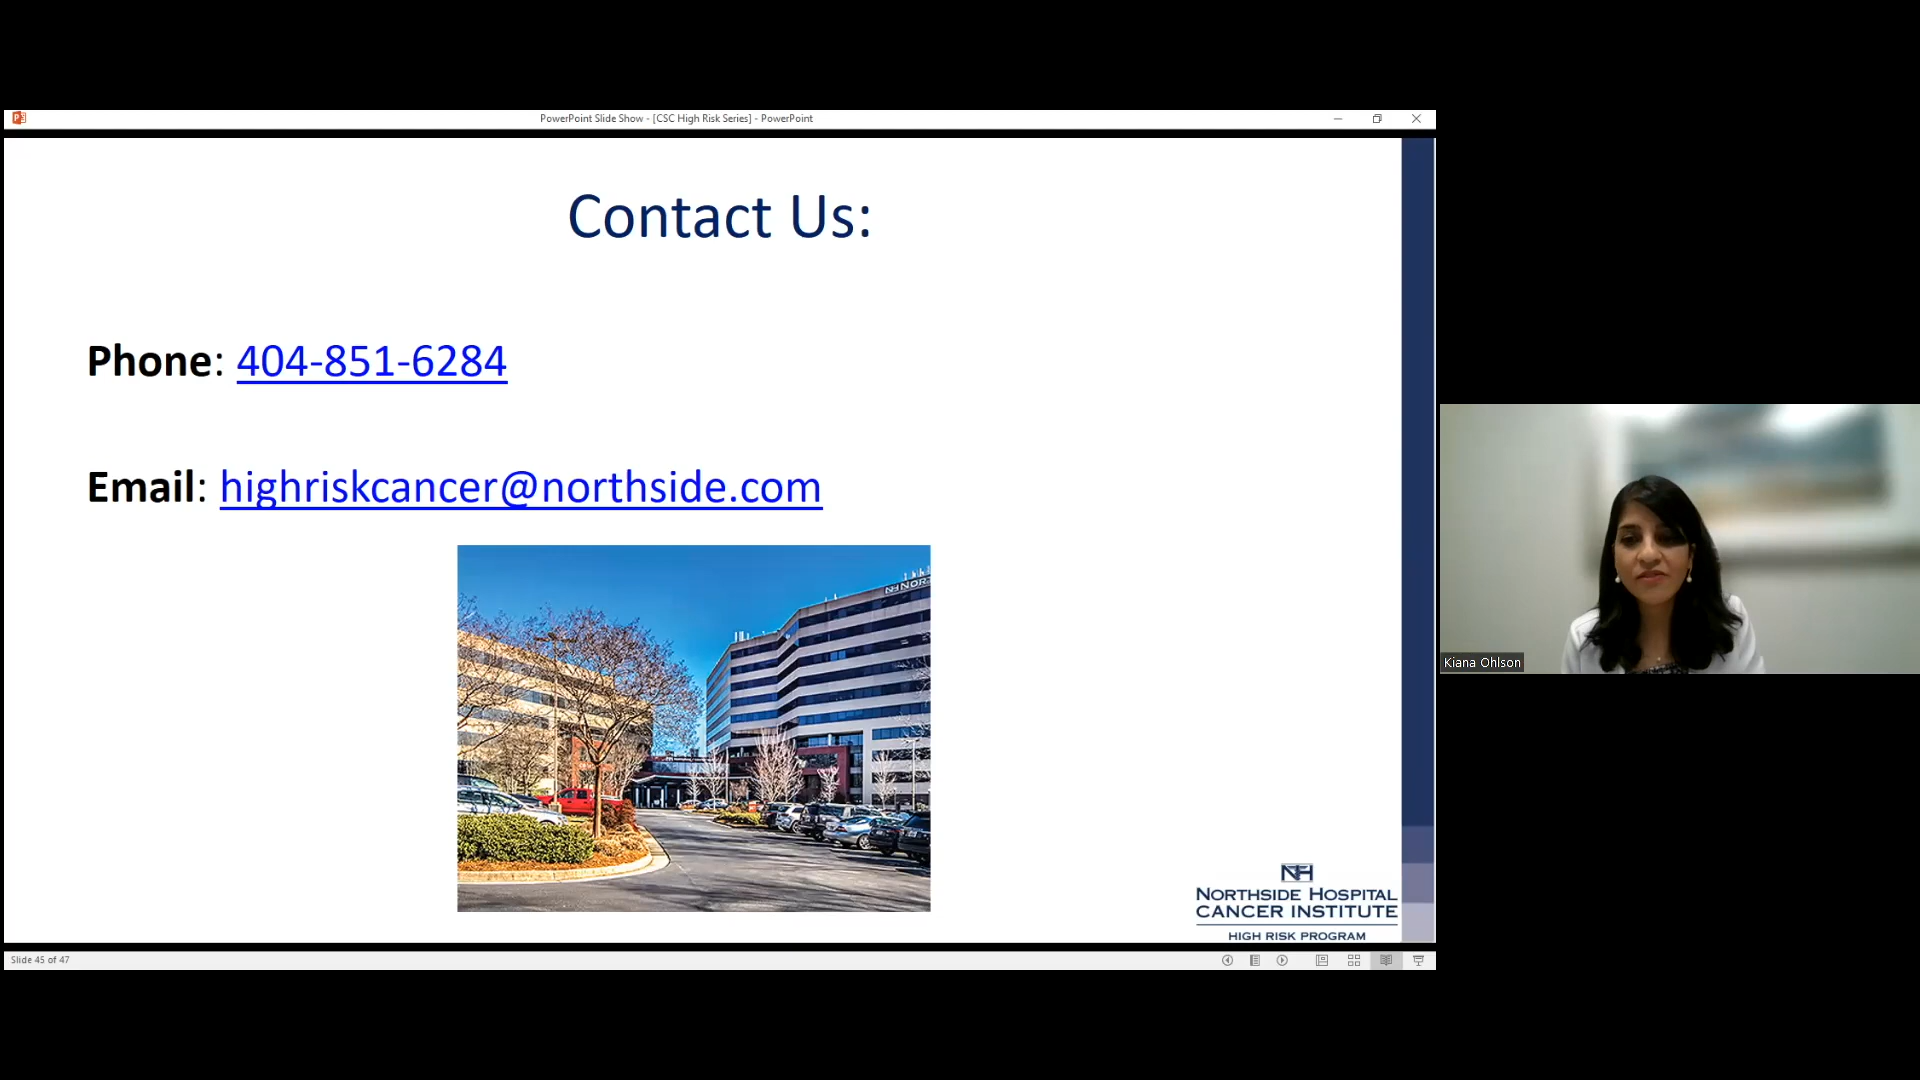 PowerPoint Slide Show - [CSC High Risk Series] - PowerPoint
Contact Us:
Phone: 404-851-6284
Email: highriskcancer@northside.com
NORTHSIDE HOSPITAL
CANCER INSTITUTE
HIGH RISK PROGRAM
Kiana Ohlson
Slide 45 of 47